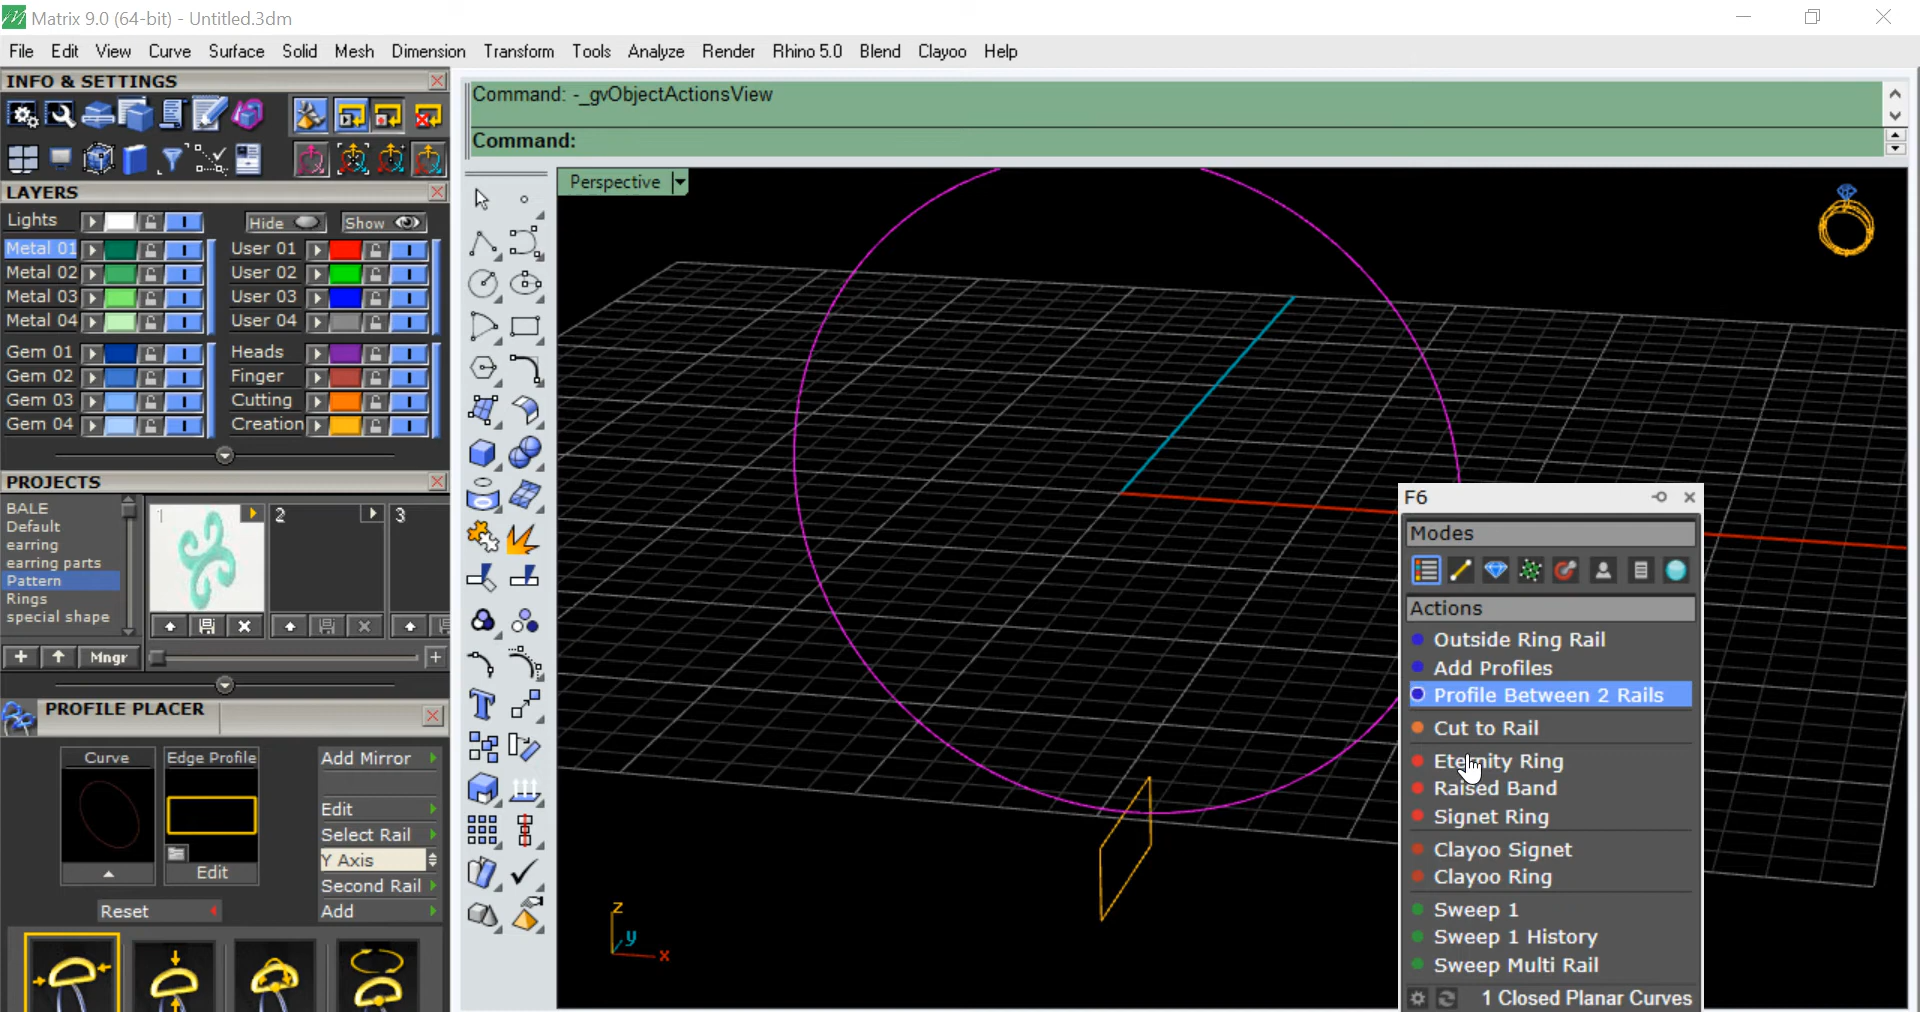 Matrix 9.0 (64-bit) - Untitled.3dm
File Edit View Curve Surface Solid Mesh Dimension Transform Tools Analyze Render Rhino 5.0 Blend Clayoo Help
INFO & SETTINGS
Command: -_gvObjectActionsView
Command:
LAYERS
Lights Hide Show
Metal 01 User 01
Metal 02 User 02
Metal 03 User 03
Metal 04 User 04
Gem 01 Heads
Gem 02 Finger
Gem 03 Cutting
Gem 04 Creation
PROJECTS
BALE
Default
earring
earring parts
Pattern
Rings
special shape
1 2 3
Mngr
PROFILE PLACER
Curve Edge Profile Add Mirror
Edit
Select Rail
Y Axis
Edit
Second Rail
Reset Add
Perspective
z
y
x
F6
Modes
Actions
Outside Ring Rail
Add Profiles
Profile Between 2 Rails
Cut to Rail
Eternity Ring
Raised Band
Signet Ring
Clayoo Signet
Clayoo Ring
Sweep 1
Sweep 1 History
Sweep Multi Rail
1 Closed Planar Curves